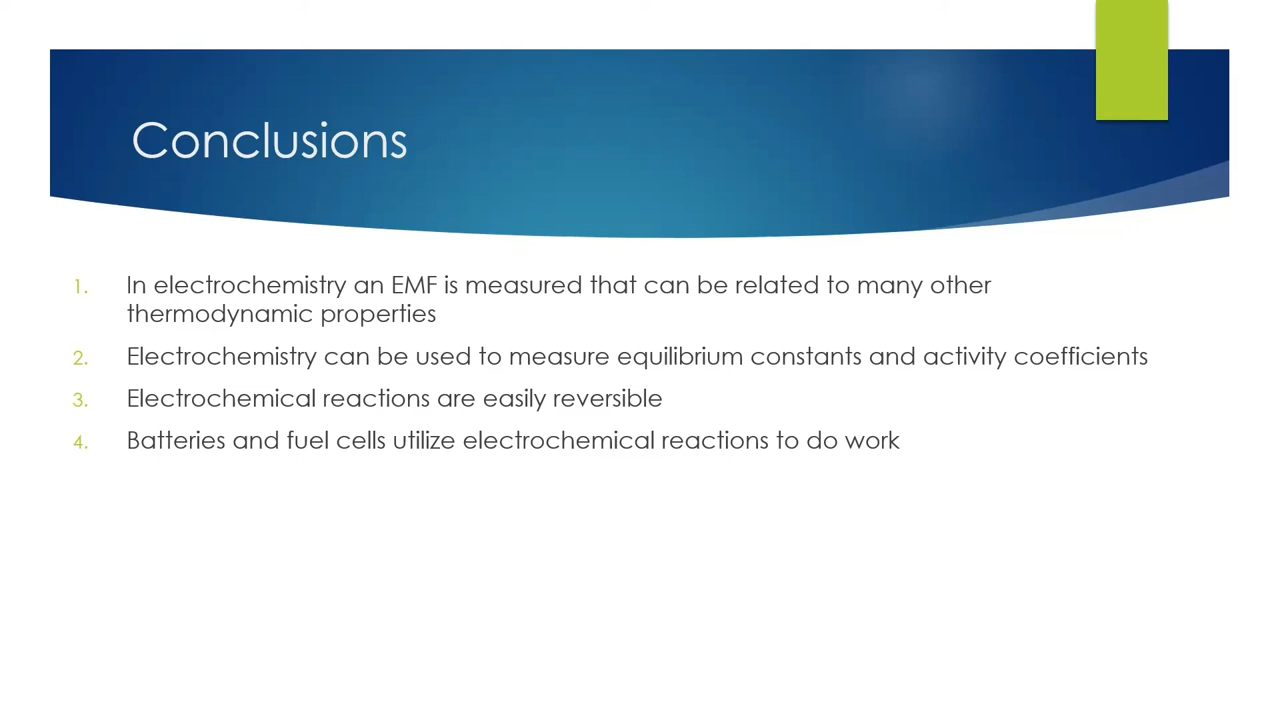 Conclusions
1. In electrochemistry an EMF is measured that can be related to many other
thermodynamic properties
2. Electrochemistry can be used to measure equilibrium constants and activity coefficients
3. Electrochemical reactions are easily reversible
4. Batteries and fuel cells utilize electrochemical reactions to do work